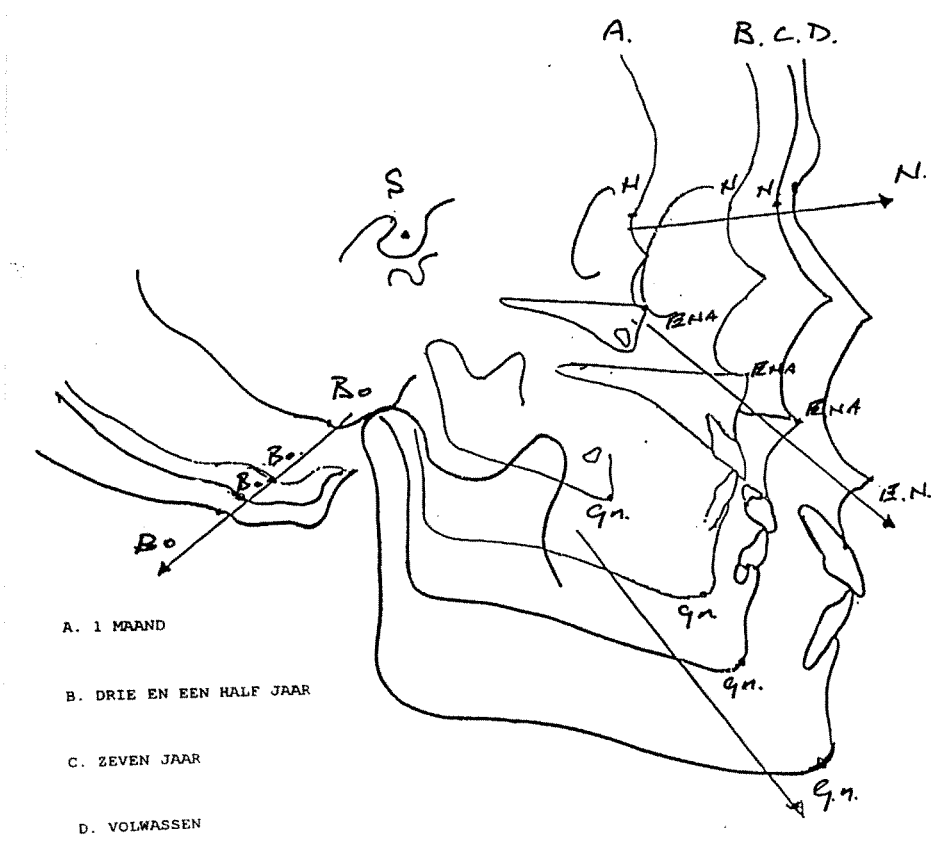 A. B. C. D.
S
N N N N.
ENA
Bo
ENA
ENA
Bo.
Bo
E.N.
Gn.
Bo
Gn.
Gn.
G.n.
A. 1 MAAND
B. DRIE EN EEN HALF JAAR
C. ZEVEN JAAR
D. VOLWASSEN